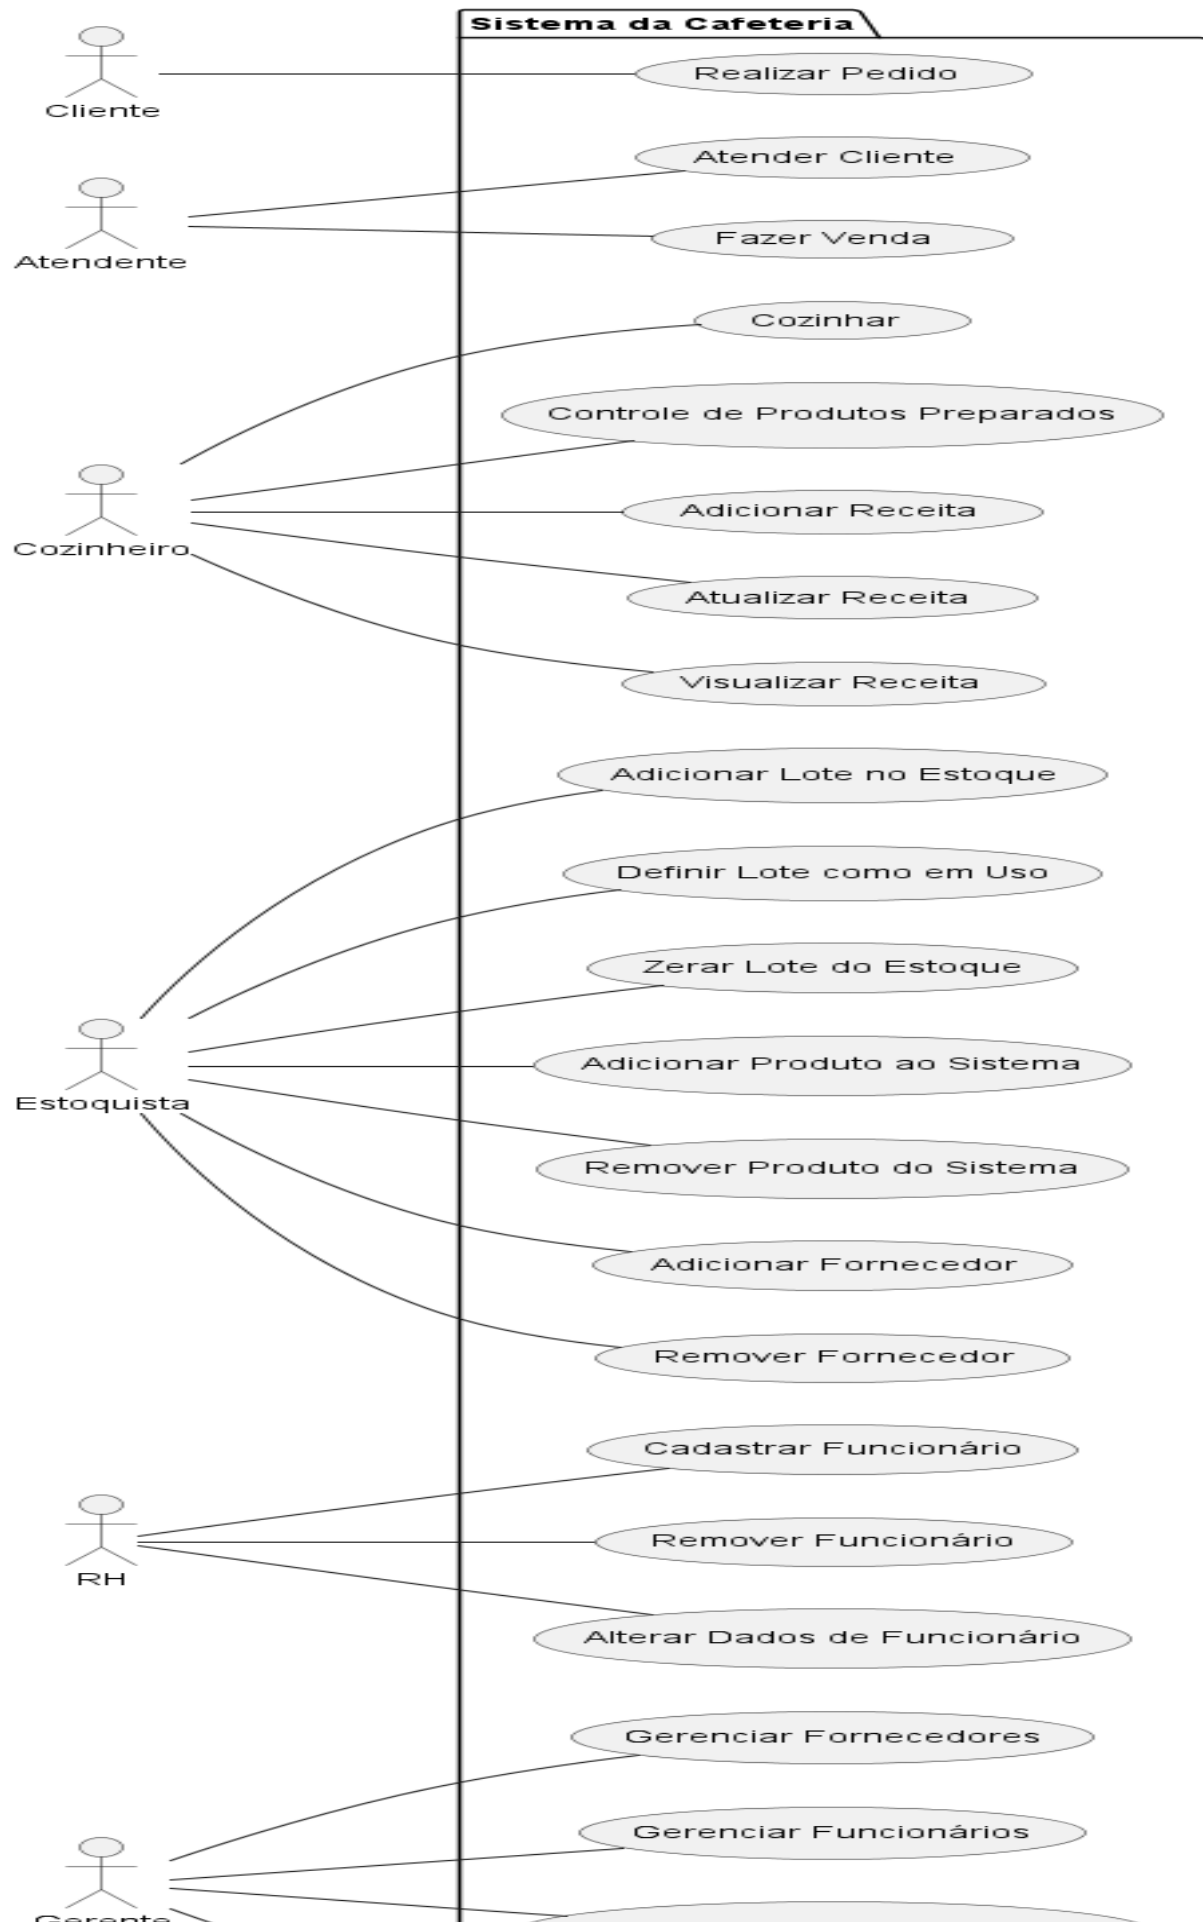 Sistema da Cafeteria
Cliente
Realizar Pedido
Atendente
Atender Cliente
Fazer Venda
Cozinheiro
Cozinhar
Controle de Produtos Preparados
Adicionar Receita
Atualizar Receita
Visualizar Receita
Estoquista
Adicionar Lote no Estoque
Definir Lote como em Uso
Zerar Lote do Estoque
Adicionar Produto ao Sistema
Remover Produto do Sistema
Adicionar Fornecedor
Remover Fornecedor
RH
Cadastrar Funcionário
Remover Funcionário
Alterar Dados de Funcionário
Gerente
Gerenciar Fornecedores
Gerenciar Funcionários